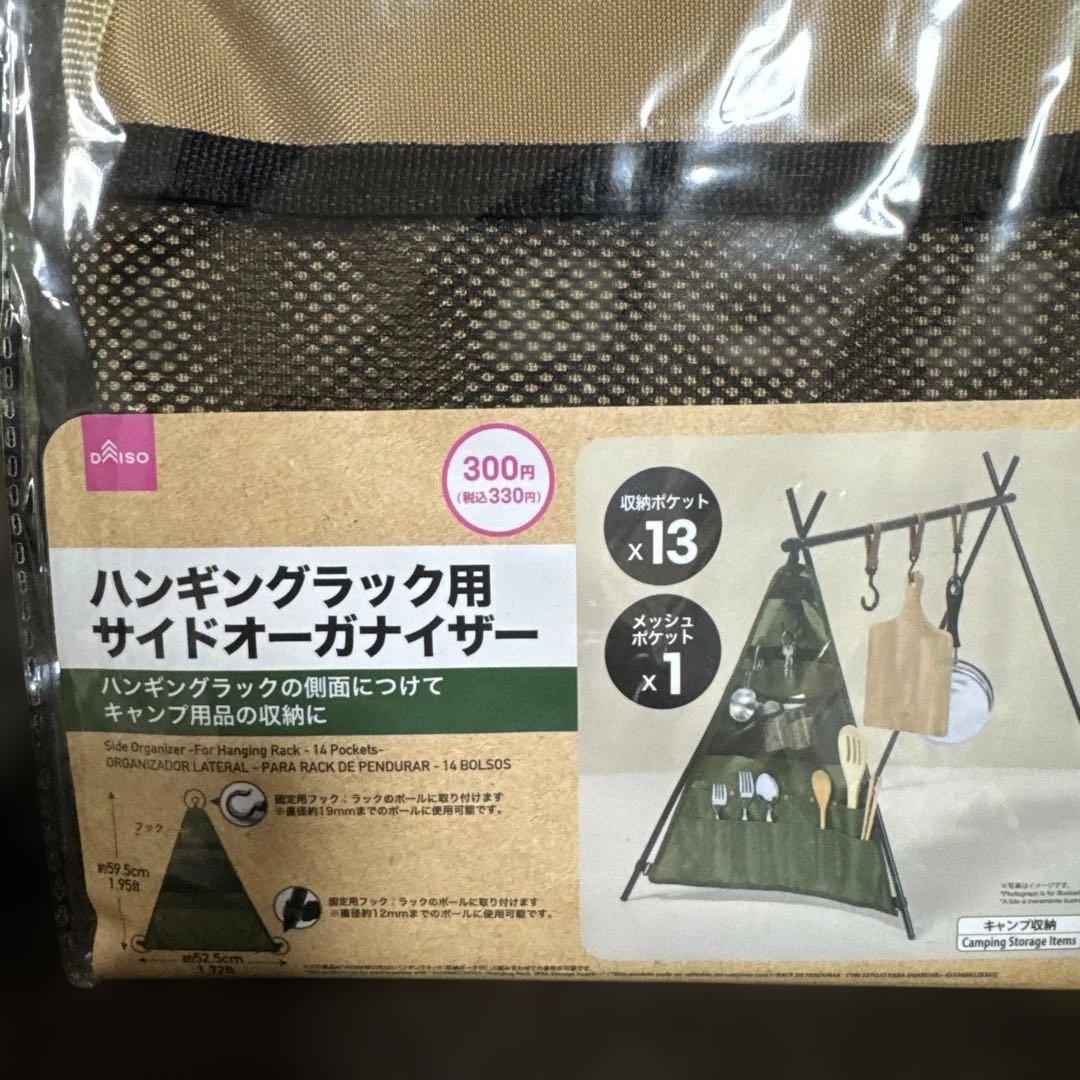 DAISO
300円
(税込330円)
収納ポケット
x13
メッシュ
ポケット
x1
ハンギングラック用
サイドオーガナイザー
ハンギングラックの側面につけて
キャンプ用品の収納に
Side Organizer -For Hanging Rack - 14 Pockets-
ORGANIZADOR LATERAL - PARA RACK DE PENDURAR - 14 BOLSOS
固定用フック：ラックのポールに取り付けます
※直径約19mmまでのポールに使用可能です。
フック
約59.5cm
1.95ft
固定用フック：ラックのポールに取り付けます
※直径約12mmまでのポールに使用可能です。
約52.5cm
1.72ft
※写真はイメージです。
キャンプ収納
Camping Storage Items